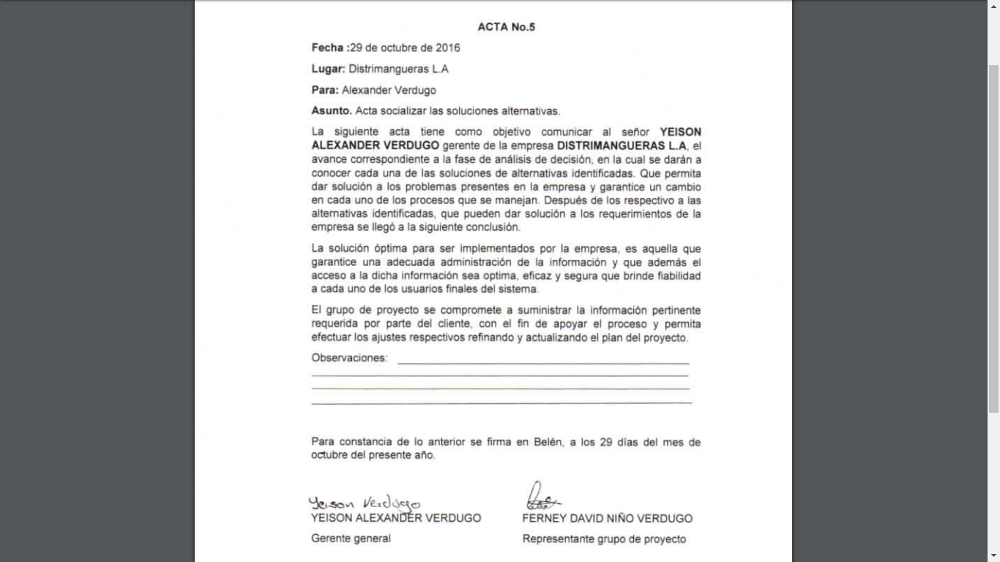 ACTA No.5
Fecha :29 de octubre de 2016
Lugar: Distrimangueras L.A
Para: Alexander Verdugo
Asunto. Acta socializar las soluciones alternativas.
La siguiente acta tiene como objetivo comunicar al señor YEISON
ALEXANDER VERDUGO gerente de la empresa DISTRIMANGUERAS L.A, el
avance correspondiente a la fase de análisis de decisión, en la cual se darán a
conocer cada una de las soluciones de alternativas identificadas. Que permita
dar solución a los problemas presentes en la empresa y garantice un cambio
en cada uno de los procesos que se manejan. Después de los respectivo a las
alternativas identificadas, que pueden dar solución a los requerimientos de la
empresa se llegó a la siguiente conclusión.
La solución óptima para ser implementados por la empresa, es aquella que
garantice una adecuada administración de la información y que además el
acceso a la dicha información sea optima, eficaz y segura que brinde fiabilidad
a cada uno de los usuarios finales del sistema.
El grupo de proyecto se compromete a suministrar la información pertinente
requerida por parte del cliente, con el fin de apoyar el proceso y permita
efectuar los ajustes respectivos refinando y actualizando el plan del proyecto.
Observaciones:
Para constancia de lo anterior se firma en Belén, a los 29 días del mes de
octubre del presente año.
Yeison Verdugo
YEISON ALEXANDER VERDUGO FERNEY DAVID NIÑO VERDUGO
Gerente general Representante grupo de proyecto